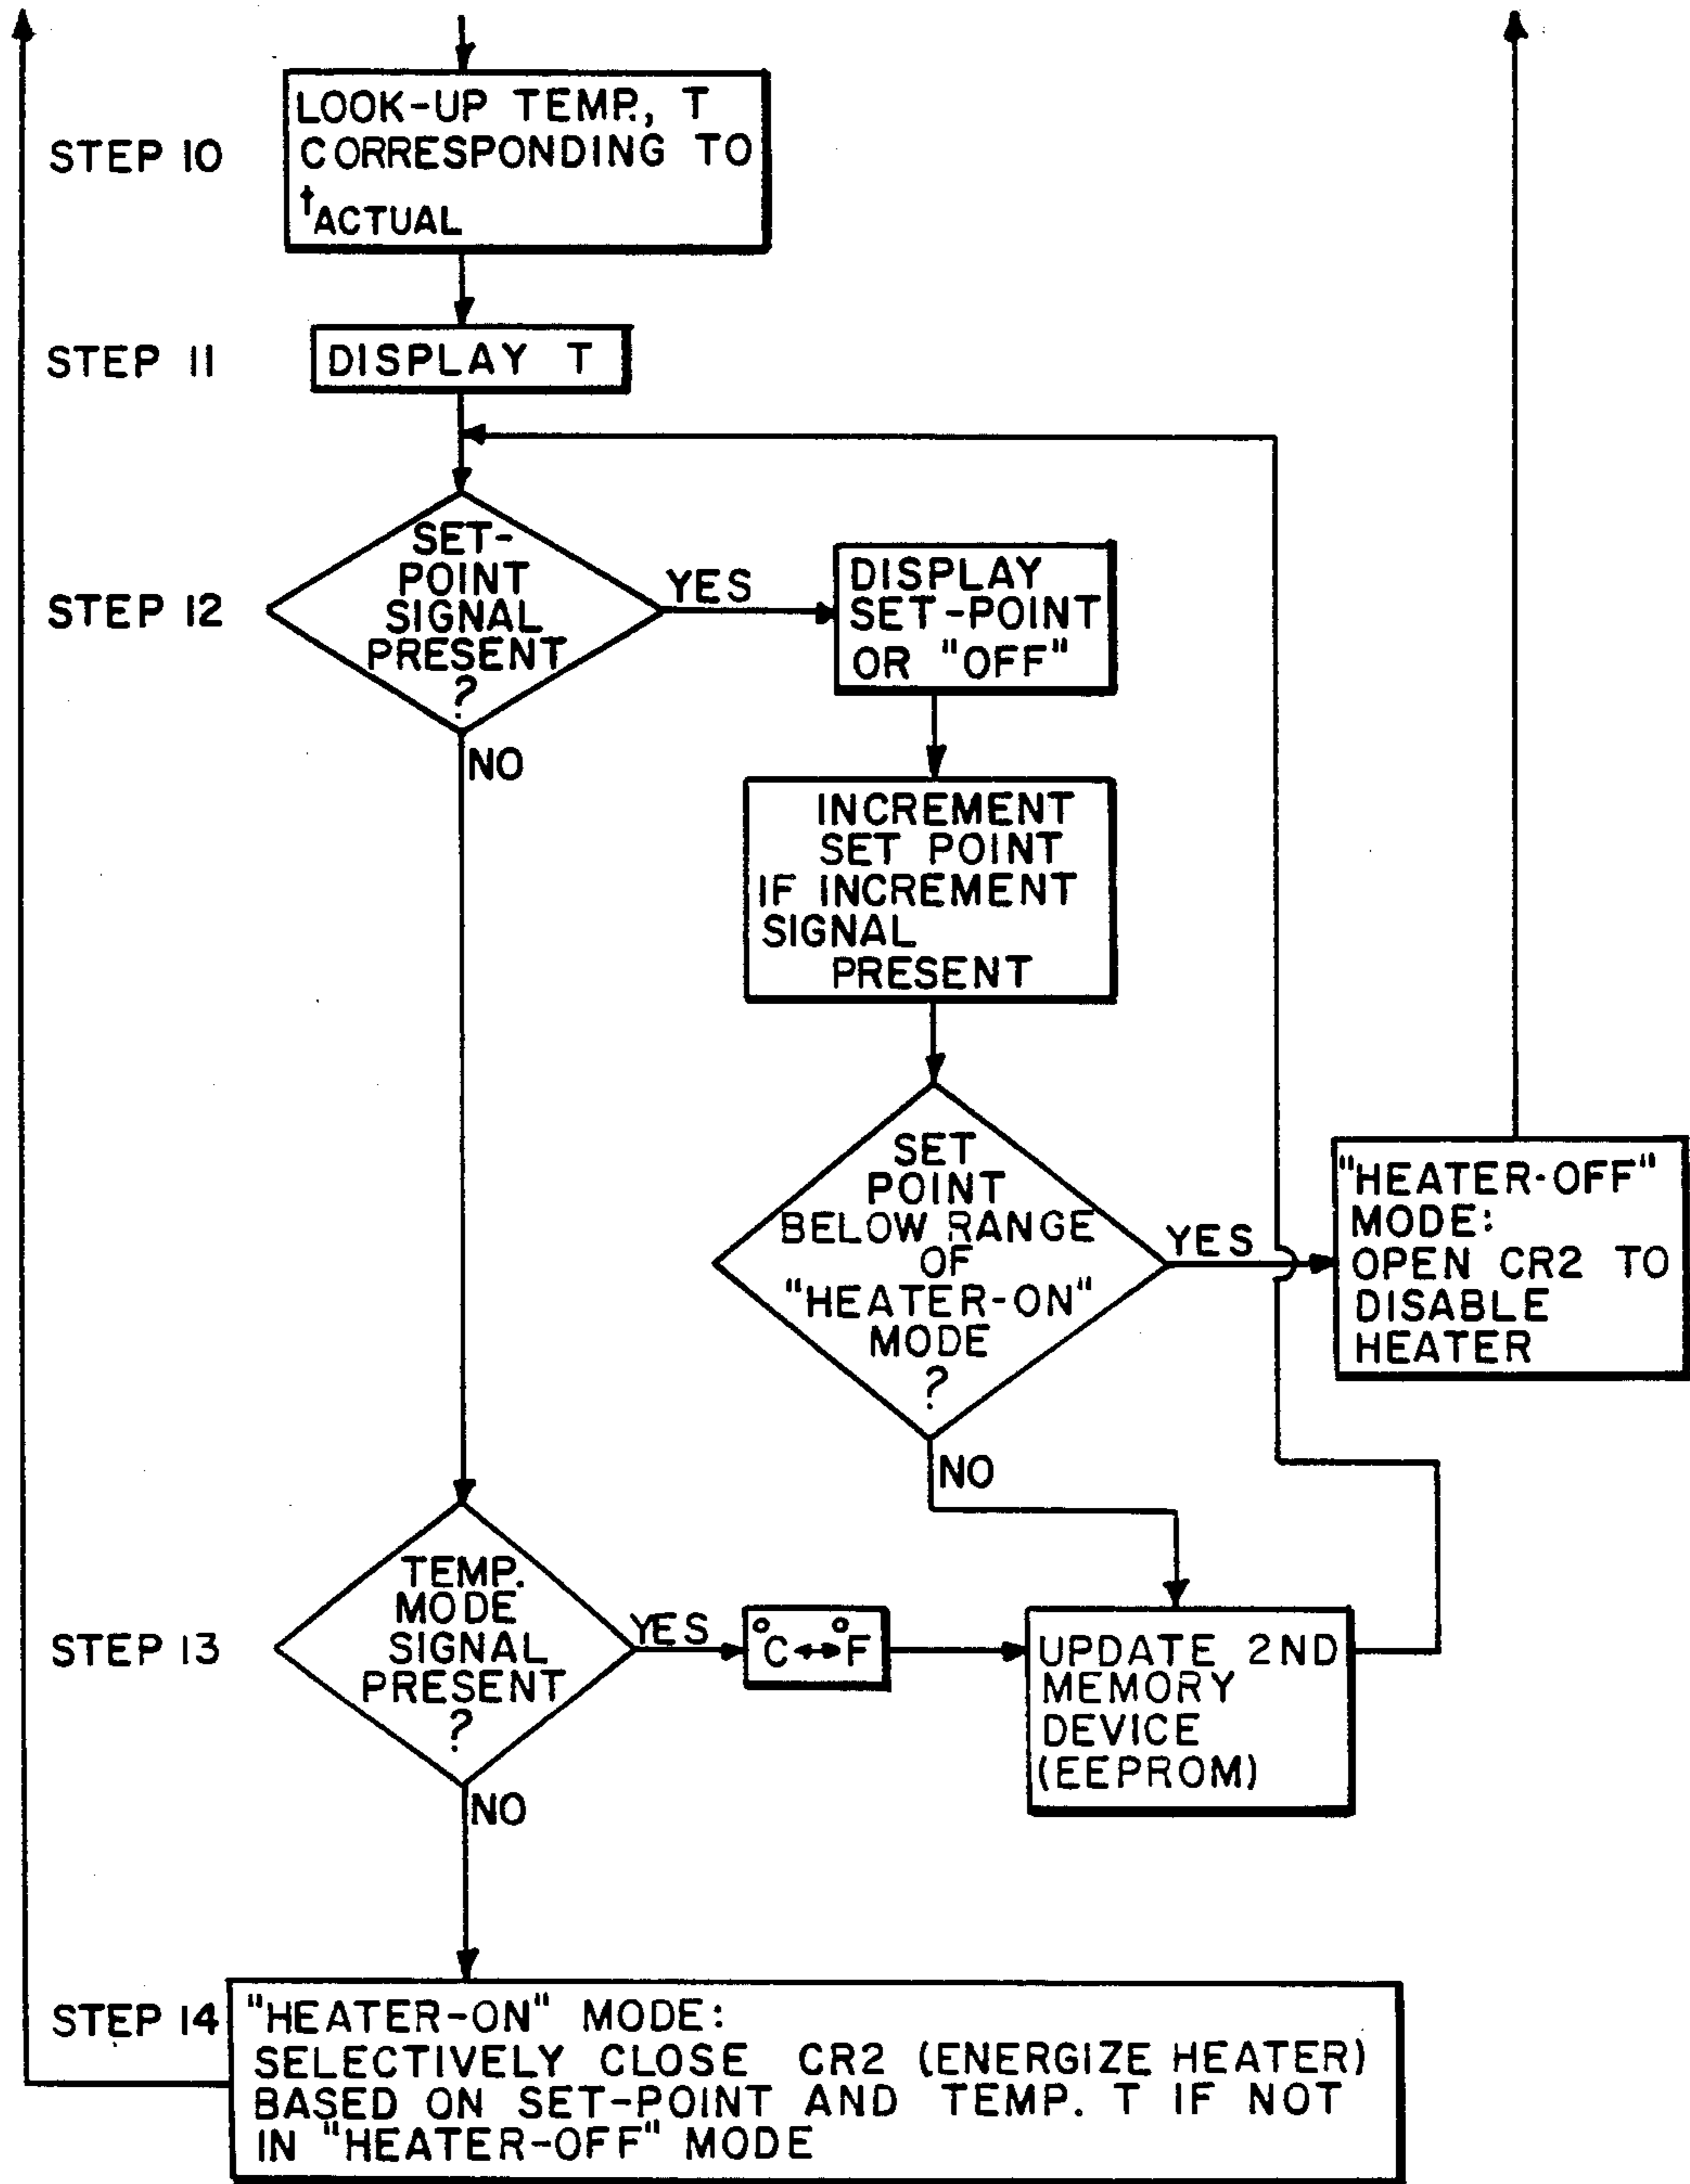 LOOK-UP TEMP., T
STEP 10
CORRESPONDING TO
tACTUAL
STEP 11
DISPLAY T
STEP 12
SET-
POINT
SIGNAL
PRESENT
?
YES
NO
DISPLAY
SET-POINT
OR "OFF"
INCREMENT
SET POINT
IF INCREMENT
SIGNAL
PRESENT
SET
POINT
BELOW RANGE
OF
"HEATER-ON"
MODE
?
YES
NO
"HEATER-OFF"
MODE:
OPEN CR2 TO
DISABLE
HEATER
STEP 13
TEMP.
MODE
SIGNAL
PRESENT
?
YES
NO
°C↔°F
UPDATE 2ND
MEMORY
DEVICE
(EEPROM)
STEP 14
"HEATER-ON" MODE:
SELECTIVELY CLOSE CR2 (ENERGIZE HEATER)
BASED ON SET-POINT AND TEMP. T IF NOT
IN "HEATER-OFF" MODE